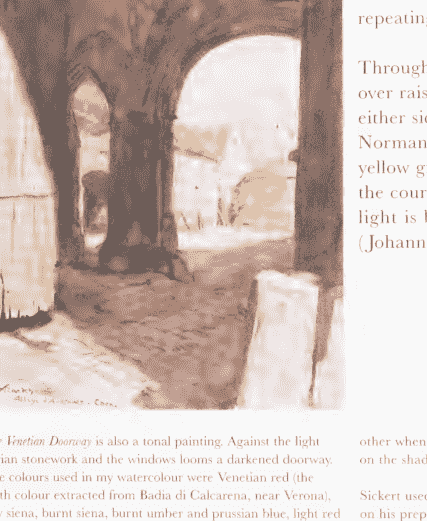 repeating
Through
over rais
either sid
Norman
yellow g
the cour
light is b
(Johann
Venetian Doorway is also a tonal painting. Against the light
ian stonework and the windows looms a darkened doorway.
e colours used in my watercolour were Venetian red (the
th colour extracted from Badia di Calcarena, near Verona),
siena, burnt siena, burnt umber and prussian blue, light red
other when
on the shad
Sickert used
on his prep